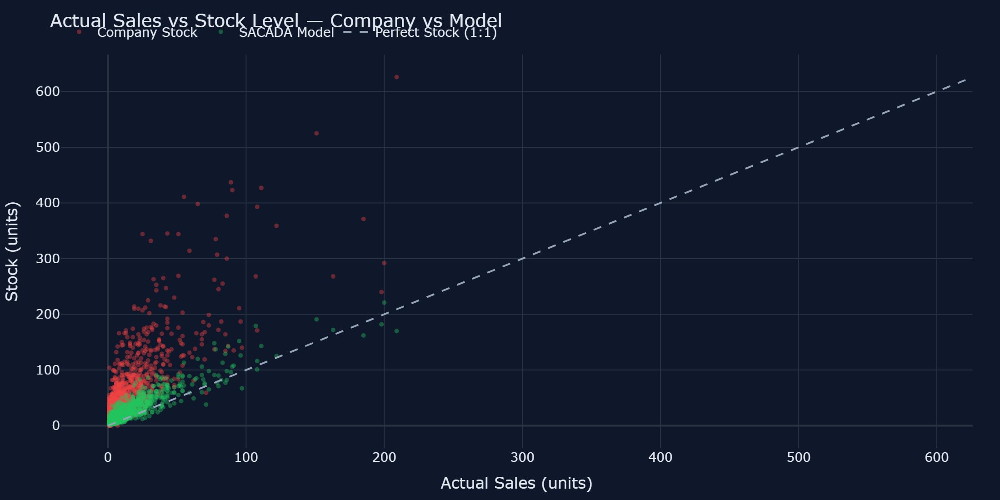 Actual Sales vs Stock Level — Company vs Model
Company Stock SACADA Model Perfect Stock (1:1)
Stock (units)
600
500
400
300
200
100
0
0 100 200 300 400 500 600
Actual Sales (units)